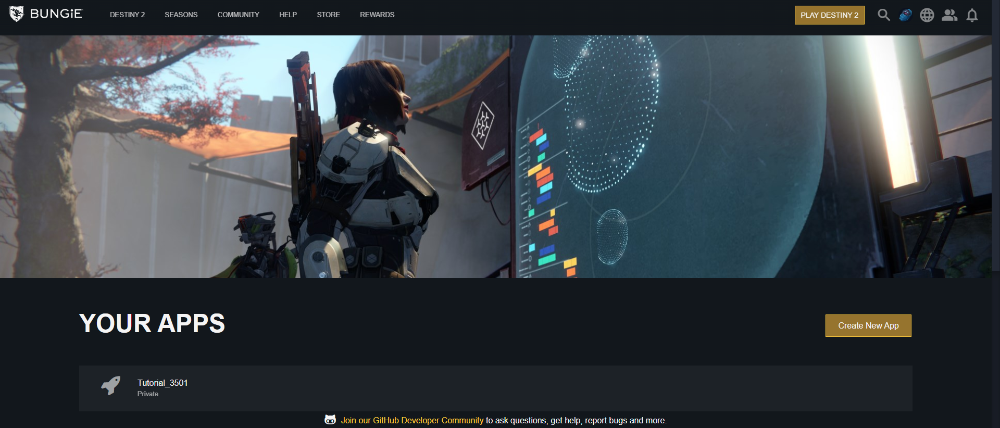 BUNGiE
DESTINY 2 SEASONS COMMUNITY HELP STORE REWARDS
PLAY DESTINY 2
YOUR APPS
Create New App
Tutorial_3501
Private
Join our GitHub Developer Community to ask questions, get help, report bugs and more.